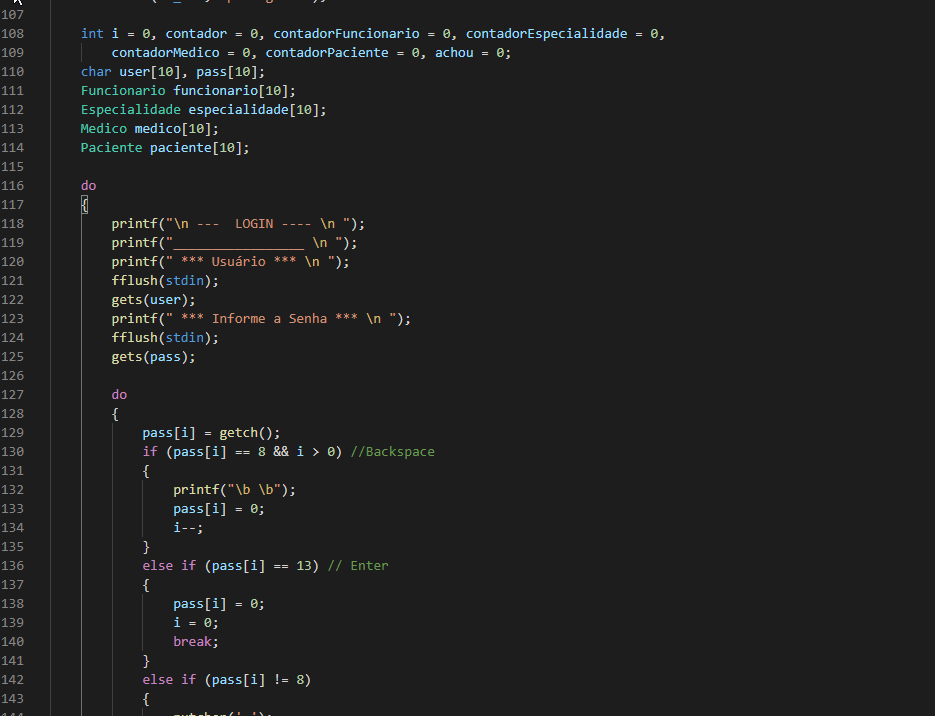 107
108 int i = 0, contador = 0, contadorFuncionario = 0, contadorEspecialidade = 0,
109 contadorMedico = 0, contadorPaciente = 0, achou = 0;
110 char user[10], pass[10];
111 Funcionario funcionario[10];
112 Especialidade especialidade[10];
113 Medico medico[10];
114 Paciente paciente[10];
115
116 do
117 {
118 printf("\n ---  LOGIN ---- \n ");
119 printf("_________________ \n ");
120 printf(" *** Usuário *** \n ");
121 fflush(stdin);
122 gets(user);
123 printf(" *** Informe a Senha *** \n ");
124 fflush(stdin);
125 gets(pass);
126
127 do
128 {
129 pass[i] = getch();
130 if (pass[i] == 8 && i > 0) //Backspace
131 {
132 printf("\b \b");
133 pass[i] = 0;
134 i--;
135 }
136 else if (pass[i] == 13) // Enter
137 {
138 pass[i] = 0;
139 i = 0;
140 break;
141 }
142 else if (pass[i] != 8)
143 {